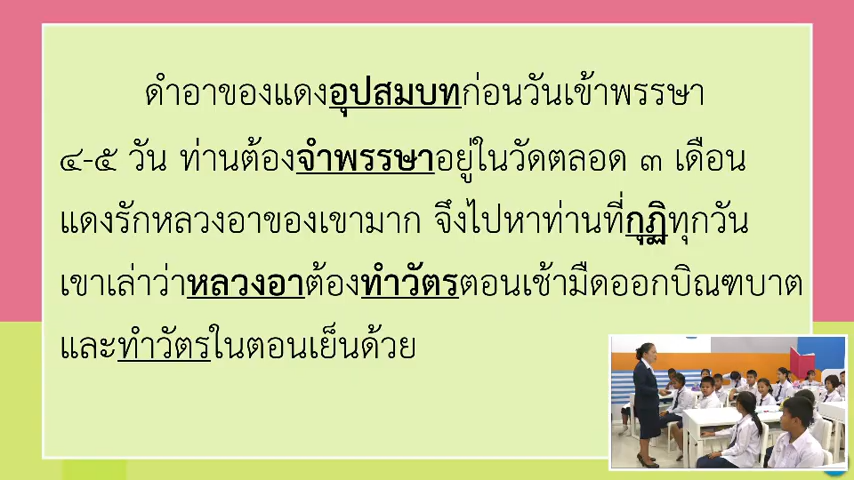 ดำอาของแดงอุปสมบทก่อนวันเข้าพรรษา
๔-๕ วัน ท่านต้องจำพรรษาอยู่ในวัดตลอด ๓ เดือน
แดงรักหลวงอาของเขามาก จึงไปหาท่านที่กุฏิทุกวัน
เขาเล่าว่าหลวงอาต้องทำวัตรตอนเช้ามืดออกบิณฑบาต
และทำวัตรในตอนเย็นด้วย